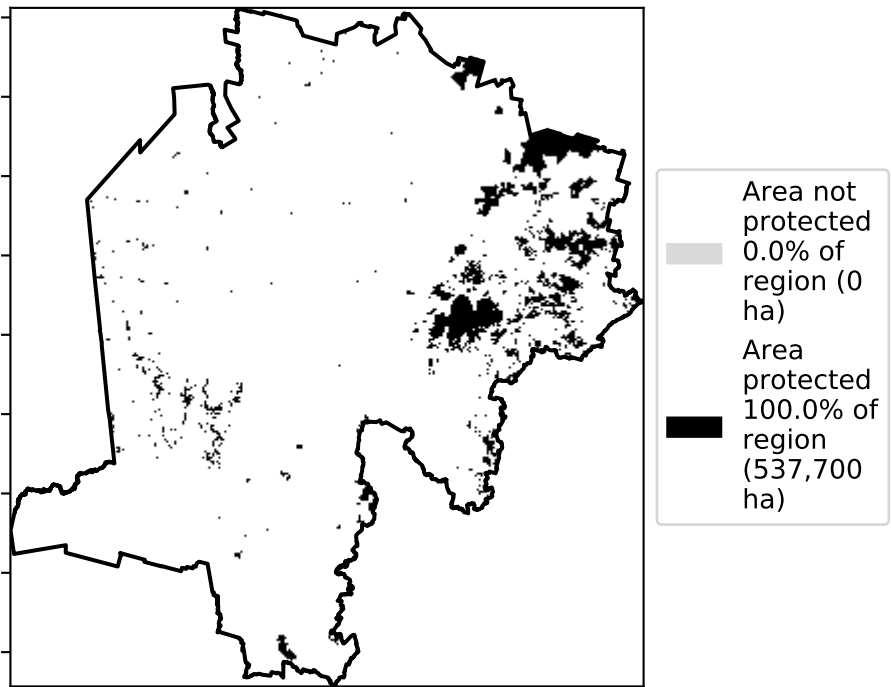 Area not
protected
0.0% of
region (0
ha)
Area
protected
100.0% of
region
(537,700
ha)